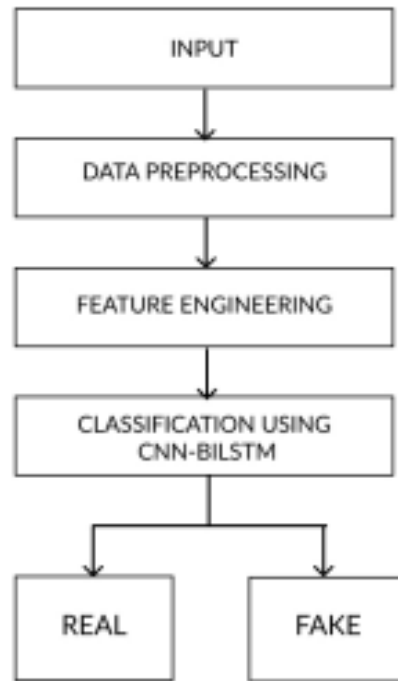 INPUT
DATA PREPROCESSING
FEATURE ENGINEERING
CLASSIFICATION USING
CNN-BILSTM
REAL
FAKE